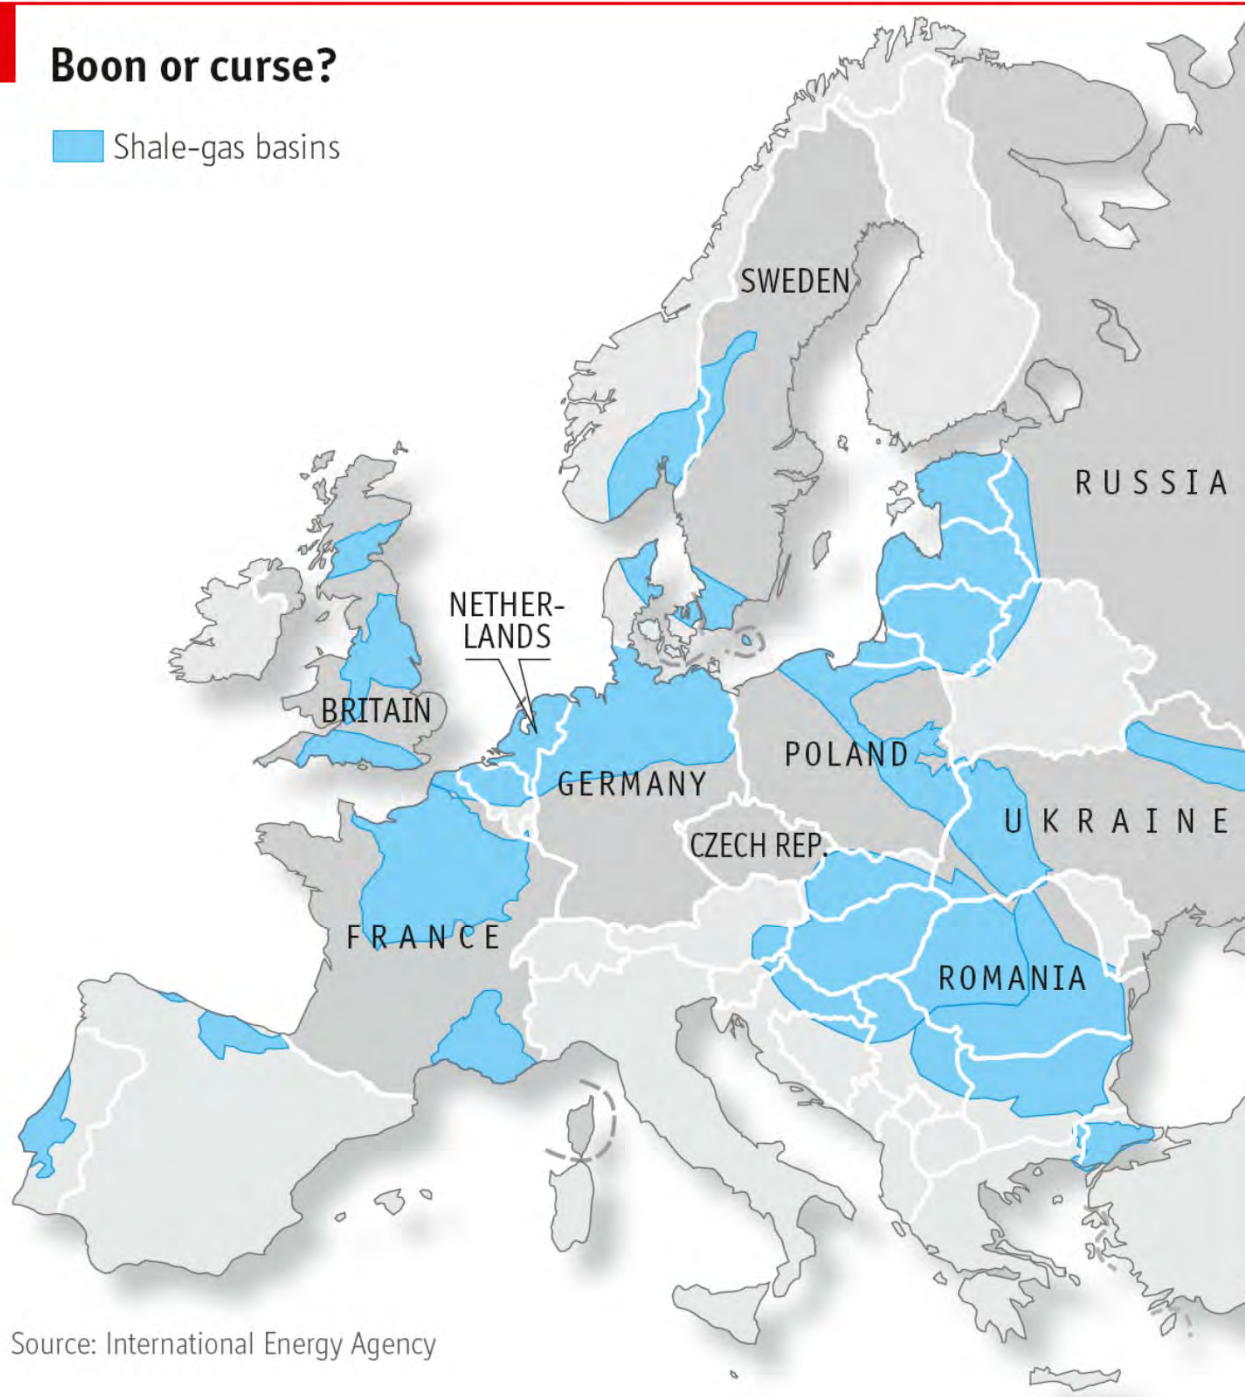 Boon or curse?
Shale-gas basins
SWEDEN
RUSSIA
NETHER-
LANDS
BRITAIN
POLAND
GERMANY
UKRAINE
CZECH REP.
FRANCE
ROMANIA
Source: International Energy Agency